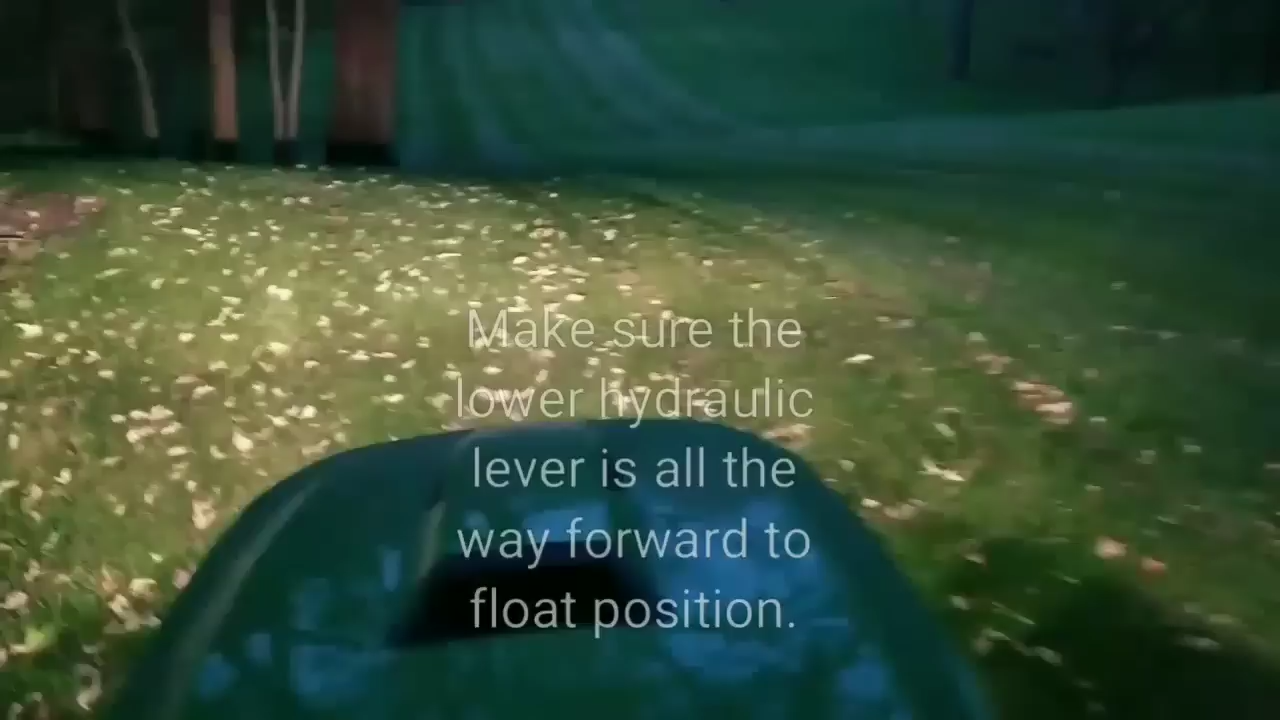 Make sure the
lower hydraulic
lever is all the
way forward to
float position.